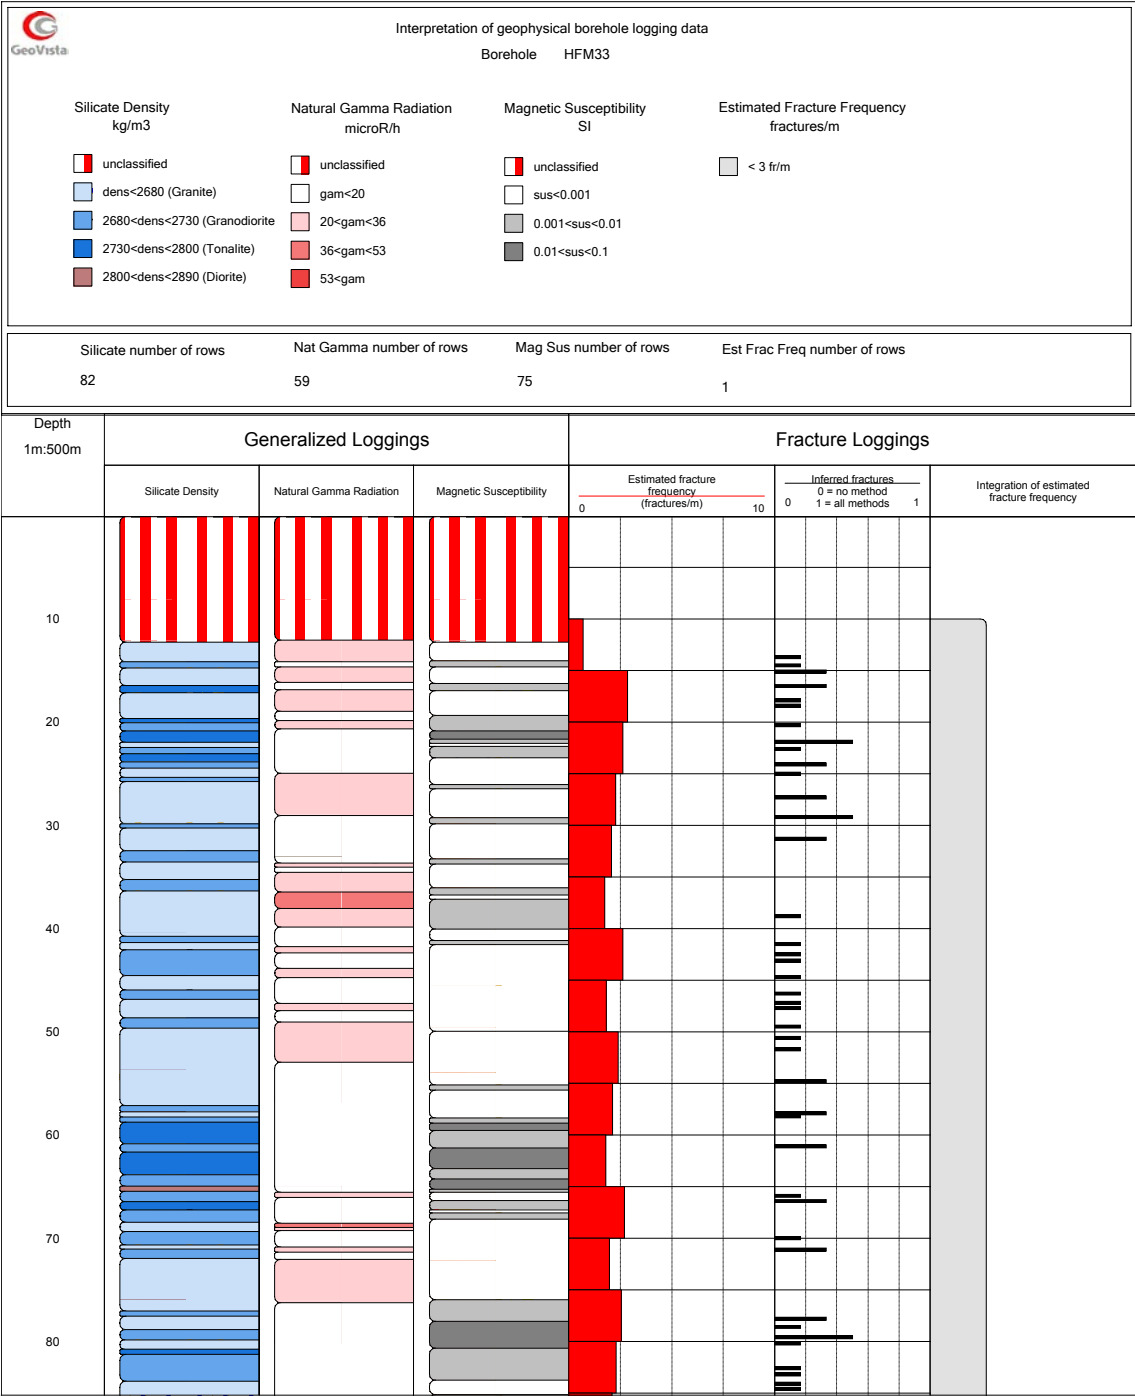 GeoVista
Interpretation of geophysical borehole logging data
Borehole HFM33
Silicate Density
kg/m3
unclassified
dens<2680 (Granite)
2680<dens<2730 (Granodiorite
2730<dens<2800 (Tonalite)
2800<dens<2890 (Diorite)
Natural Gamma Radiation
microR/h
unclassified
gam<20
20<gam<36
36<gam<53
53<gam
Magnetic Susceptibility
SI
unclassified
sus<0.001
0.001<sus<0.01
0.01<sus<0.1
Estimated Fracture Frequency
fractures/m
< 3 fr/m
Silicate number of rows
82
Nat Gamma number of rows
59
Mag Sus number of rows
75
Est Frac Freq number of rows
1
Depth
1m:500m
Generalized Loggings
Fracture Loggings
Silicate Density
Natural Gamma Radiation
Magnetic Susceptibility
Estimated fracture
frequency
(fractures/m)
0 10
Inferred fractures
0 = no method
1 = all methods
0 1
Integration of estimated
fracture frequency
10
20
30
40
50
60
70
80